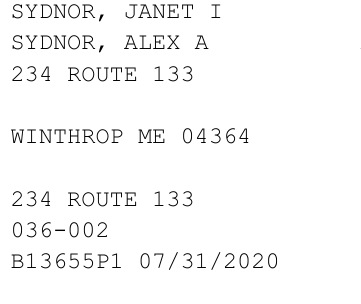 SYDNOR, JANET I
SYDNOR, ALEX A
234 ROUTE 133
WINTHROP ME 04364
234 ROUTE 133
036-002
B13655P1 07/31/2020